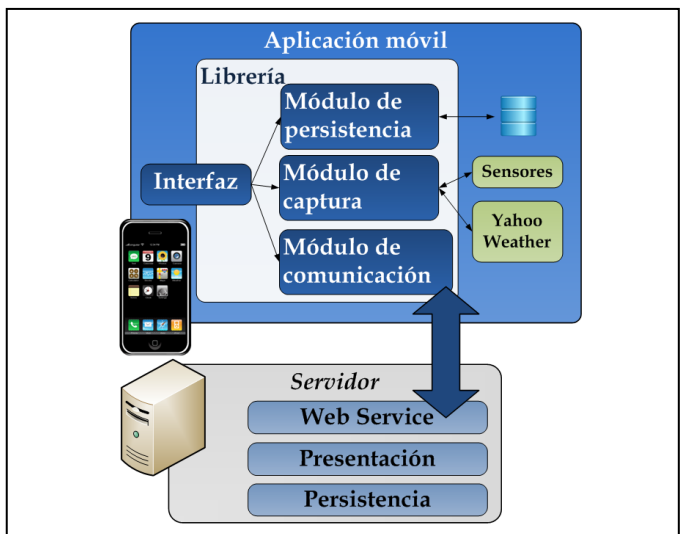 Aplicación móvil
Librería
Módulo de
persistencia
Interfaz
Módulo de
captura
Sensores
Yahoo
Weather
Módulo de
comunicación
Servidor
Web Service
Presentación
Persistencia